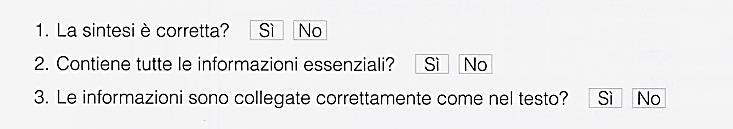 1. La sintesi è corretta? Sì No
2. Contiene tutte le informazioni essenziali? Sì No
3. Le informazioni sono collegate correttamente come nel testo? Sì No